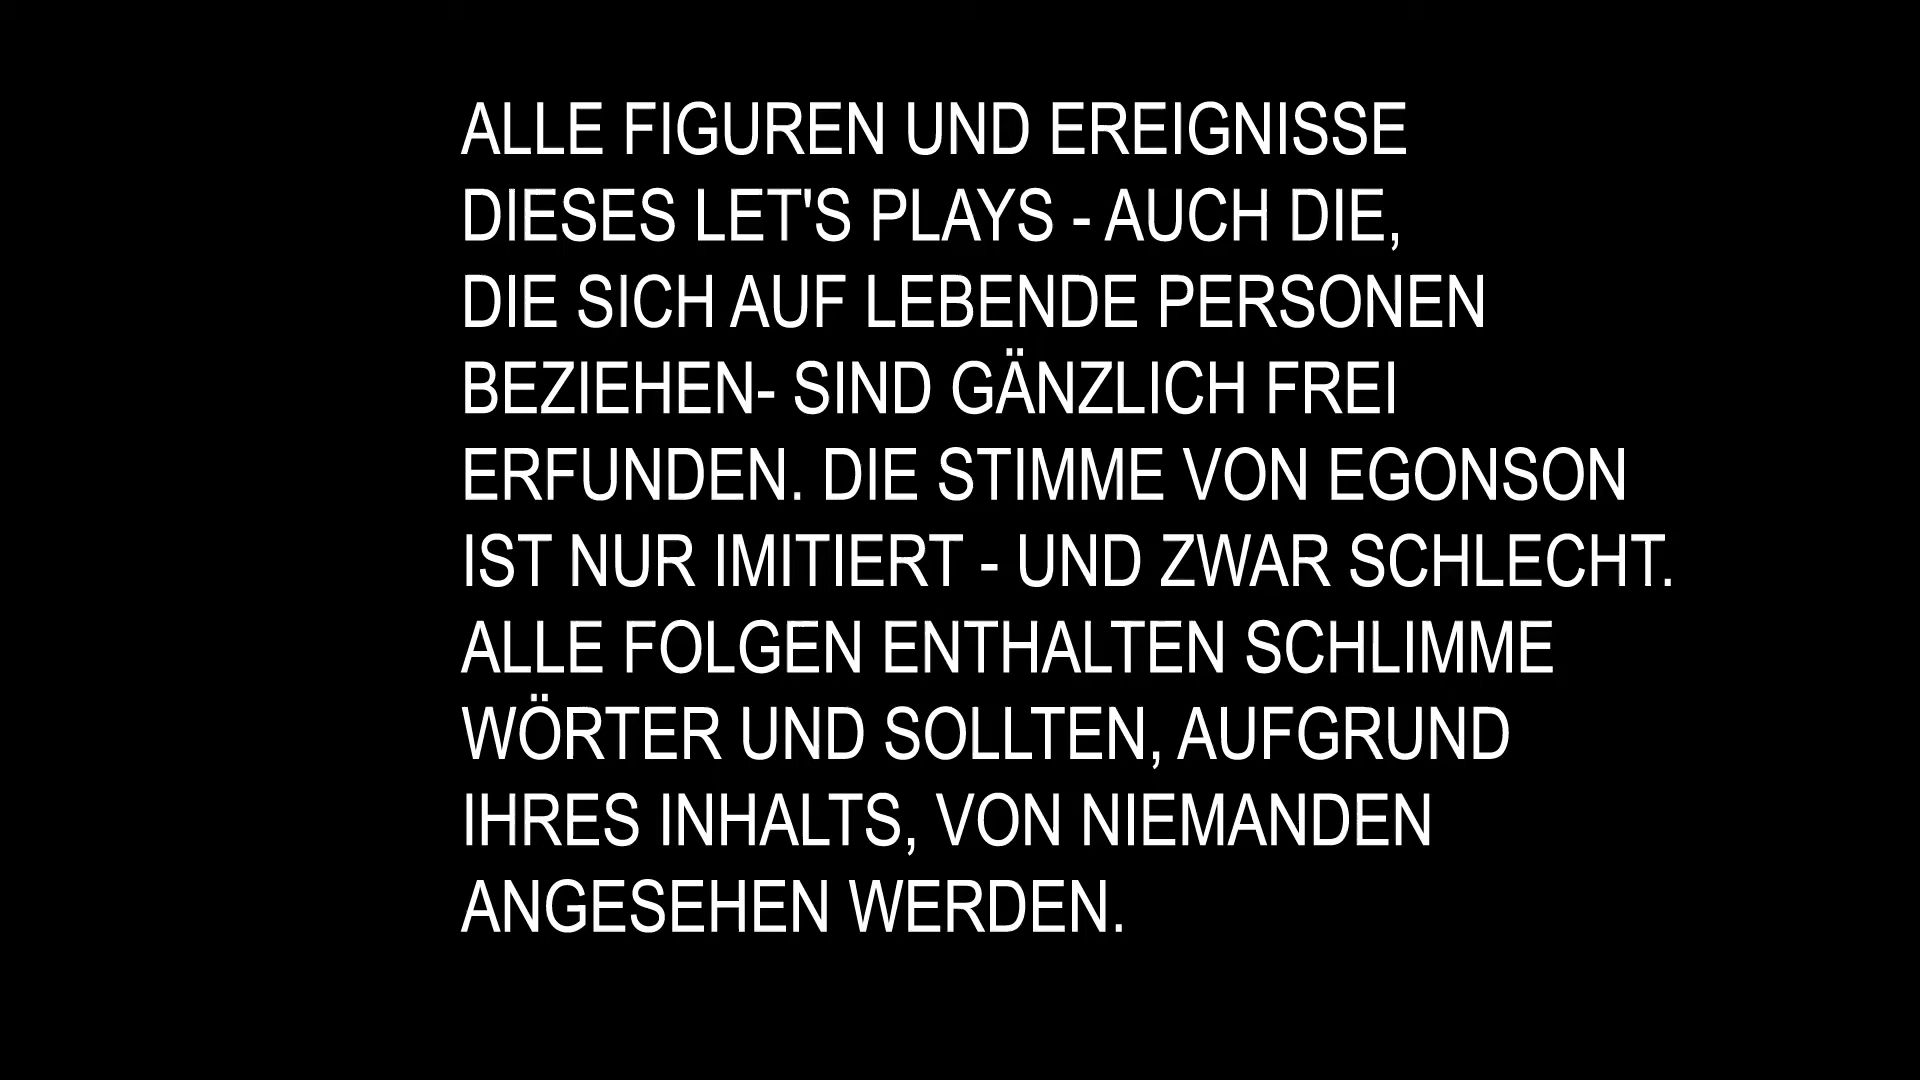 ALLE FIGUREN UND EREIGNISSE
DIESES LET'S PLAYS - AUCH DIE,
DIE SICH AUF LEBENDE PERSONEN
BEZIEHEN- SIND GÄNZLICH FREI
ERFUNDEN. DIE STIMME VON EGONSON
IST NUR IMITIERT - UND ZWAR SCHLECHT.
ALLE FOLGEN ENTHALTEN SCHLIMME
WÖRTER UND SOLLTEN, AUFGRUND
IHRES INHALTS, VON NIEMANDEN
ANGESEHEN WERDEN.